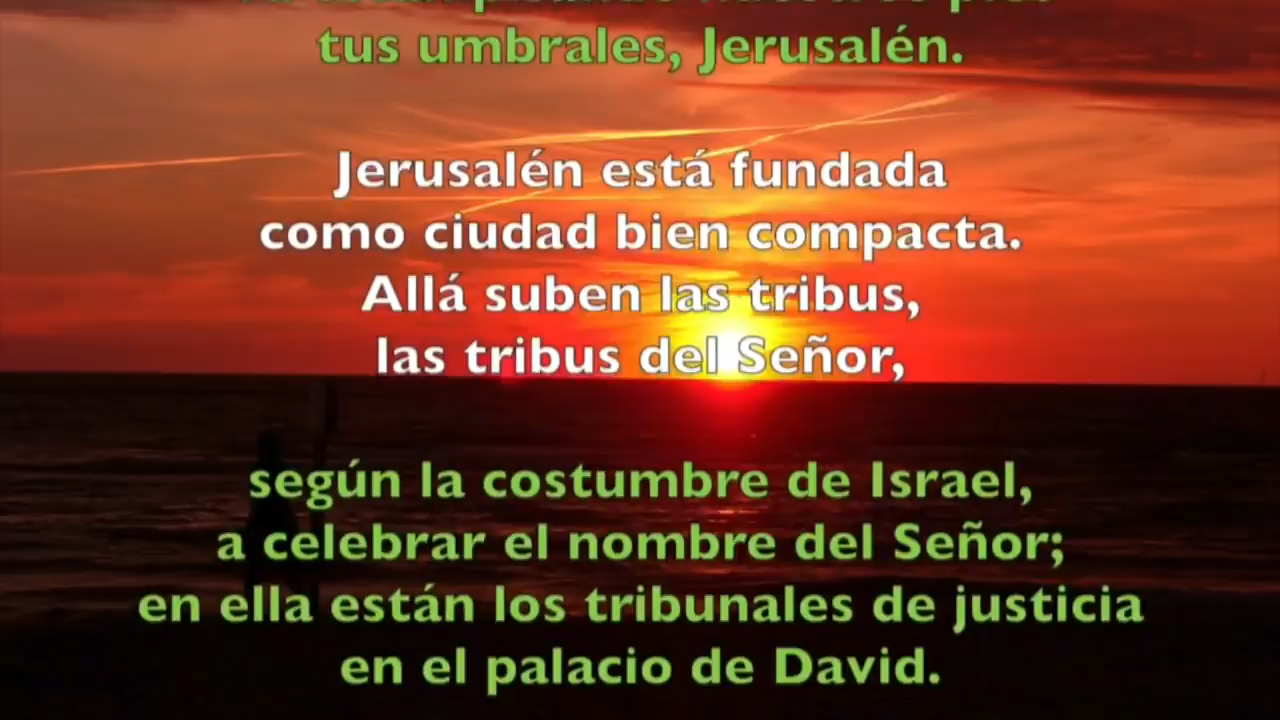 tus umbrales, Jerusalén.
Jerusalén está fundada
como ciudad bien compacta.
Allá suben las tribus,
las tribus del Señor,
según la costumbre de Israel,
a celebrar el nombre del Señor;
en ella están los tribunales de justicia
en el palacio de David.